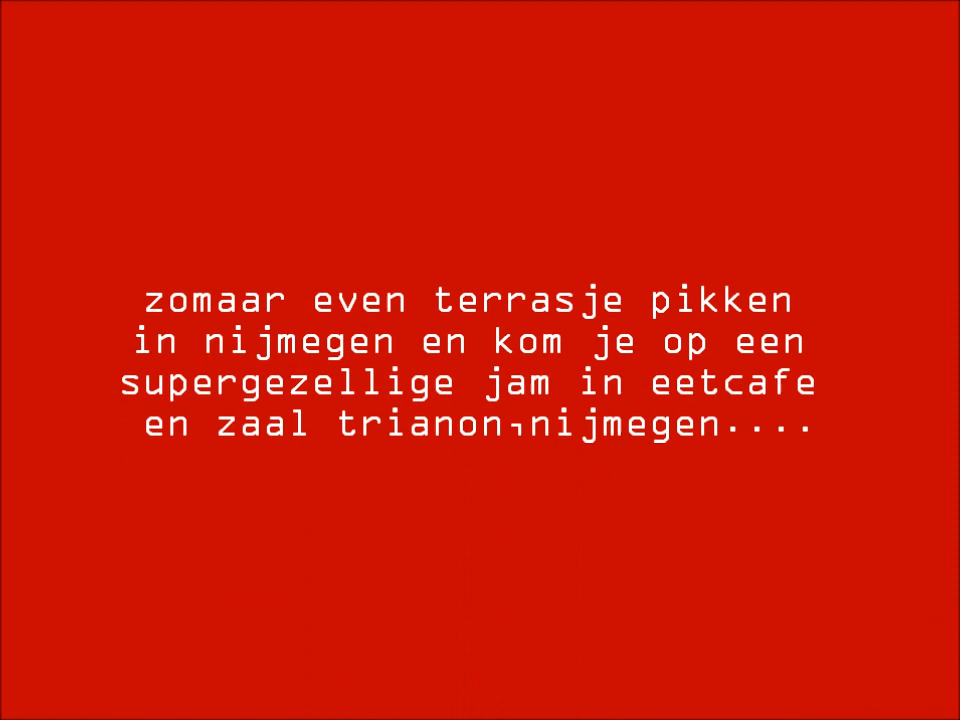 zomaar even terrasje pikken
in nijmegen en kom je op een
supergezellige jam in eetcafe
en zaal trianon,nijmegen....